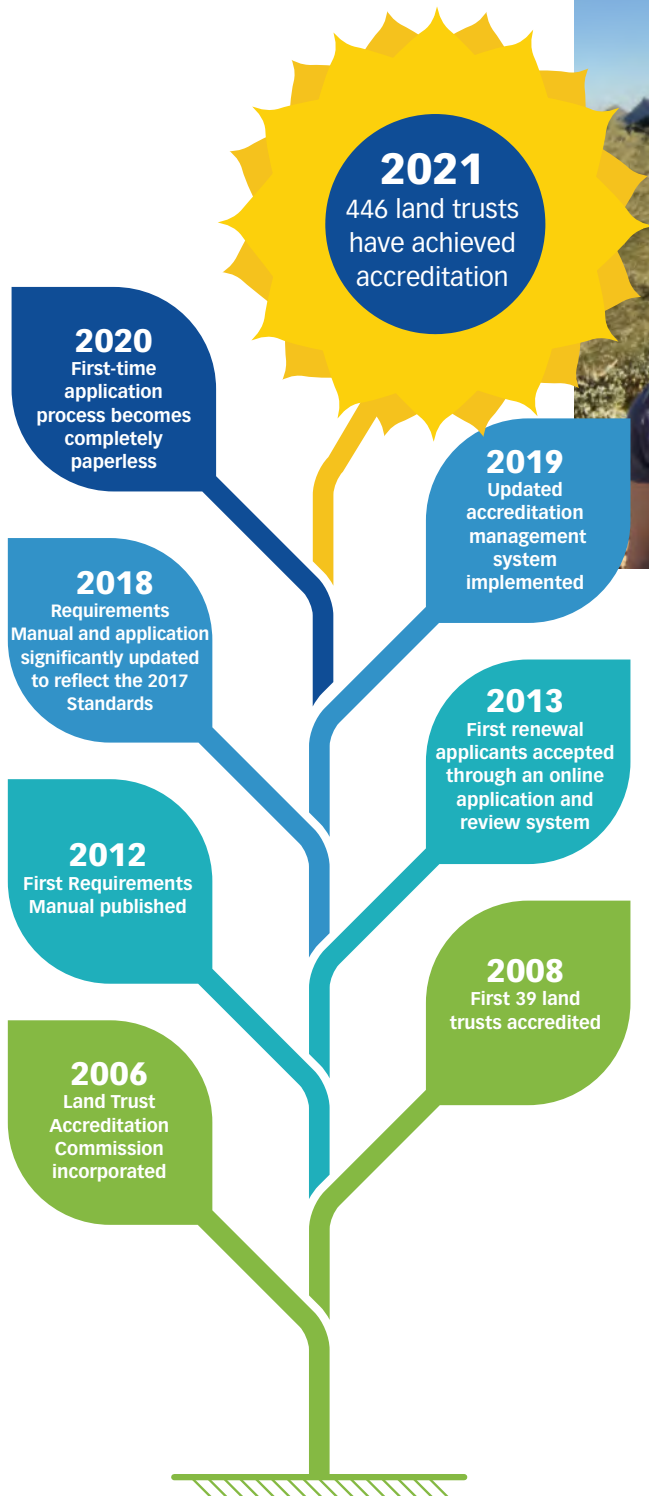 2021
446 land trusts
have achieved
accreditation
2020
First-time
application
process becomes
completely
paperless
2019
Updated
accreditation
management
system
implemented
2018
Requirements
Manual and application
significantly updated
to reflect the 2017
Standards
2013
First renewal
applicants accepted
through an online
application and
review system
2012
First Requirements
Manual published
2008
First 39 land
trusts accredited
2006
Land Trust
Accreditation
Commission
incorporated